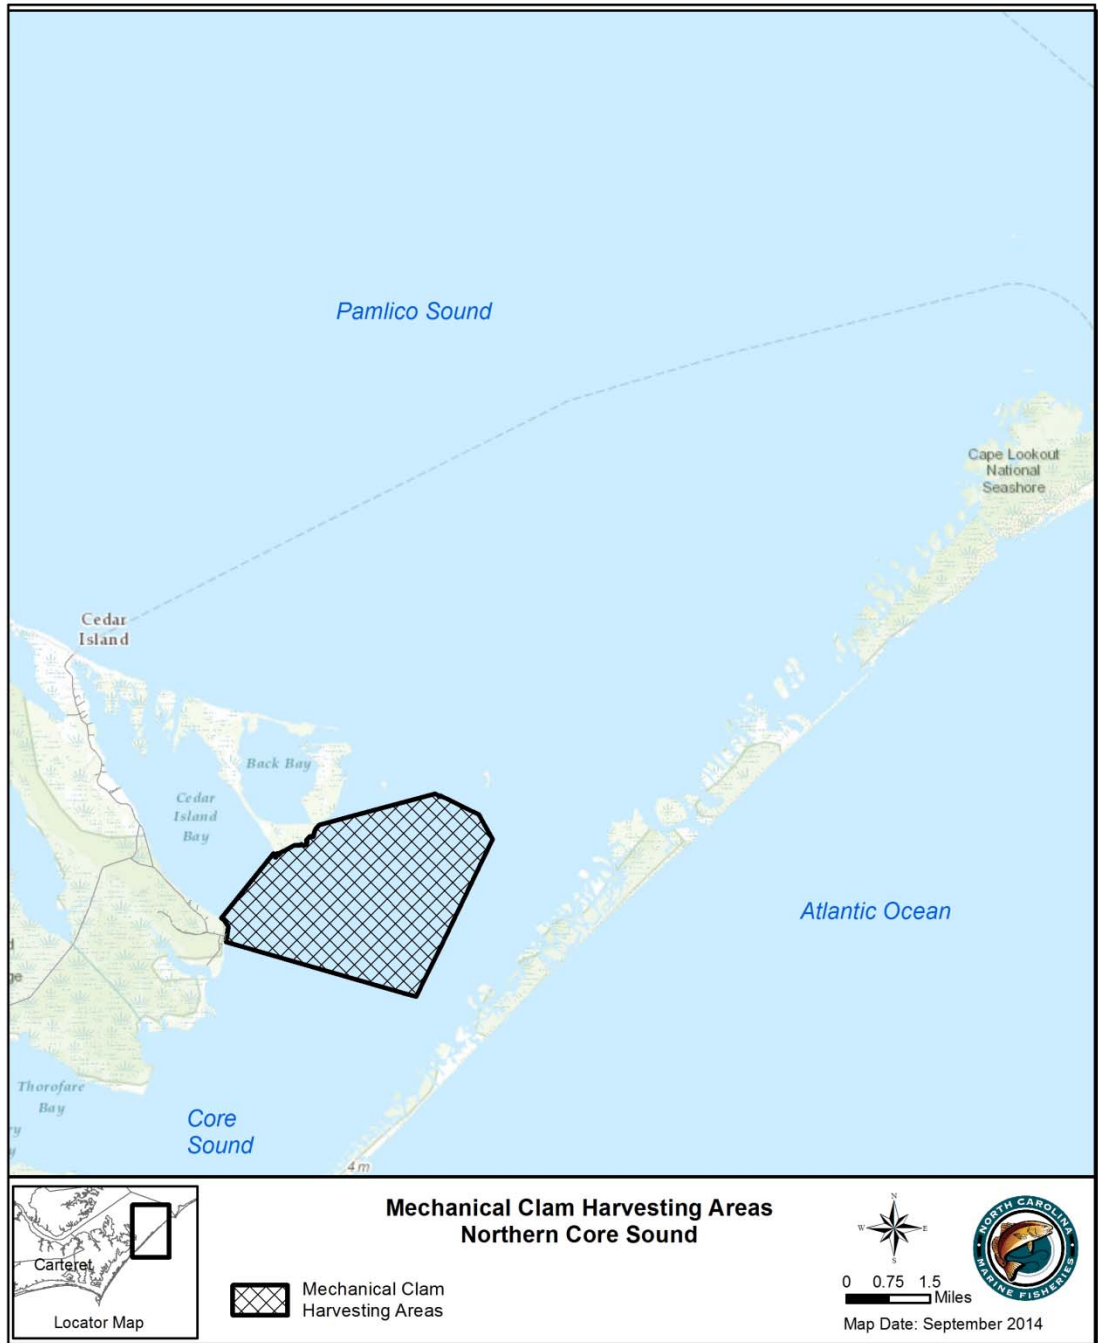 Pamlico Sound
Cape Lookout
National
Seashore
Cedar
Island
Back Bay
Cedar
Island
Bay
Atlantic Ocean
Thorofare
Bay
Core
Sound
4 m
Carteret
Locator Map
Mechanical Clam Harvesting Areas
Northern Core Sound
Mechanical Clam
Harvesting Areas
N
W
E
S
0 0.75 1.5
Miles
Map Date: September 2014
NORTH CAROLINA
MARINE FISHERIES